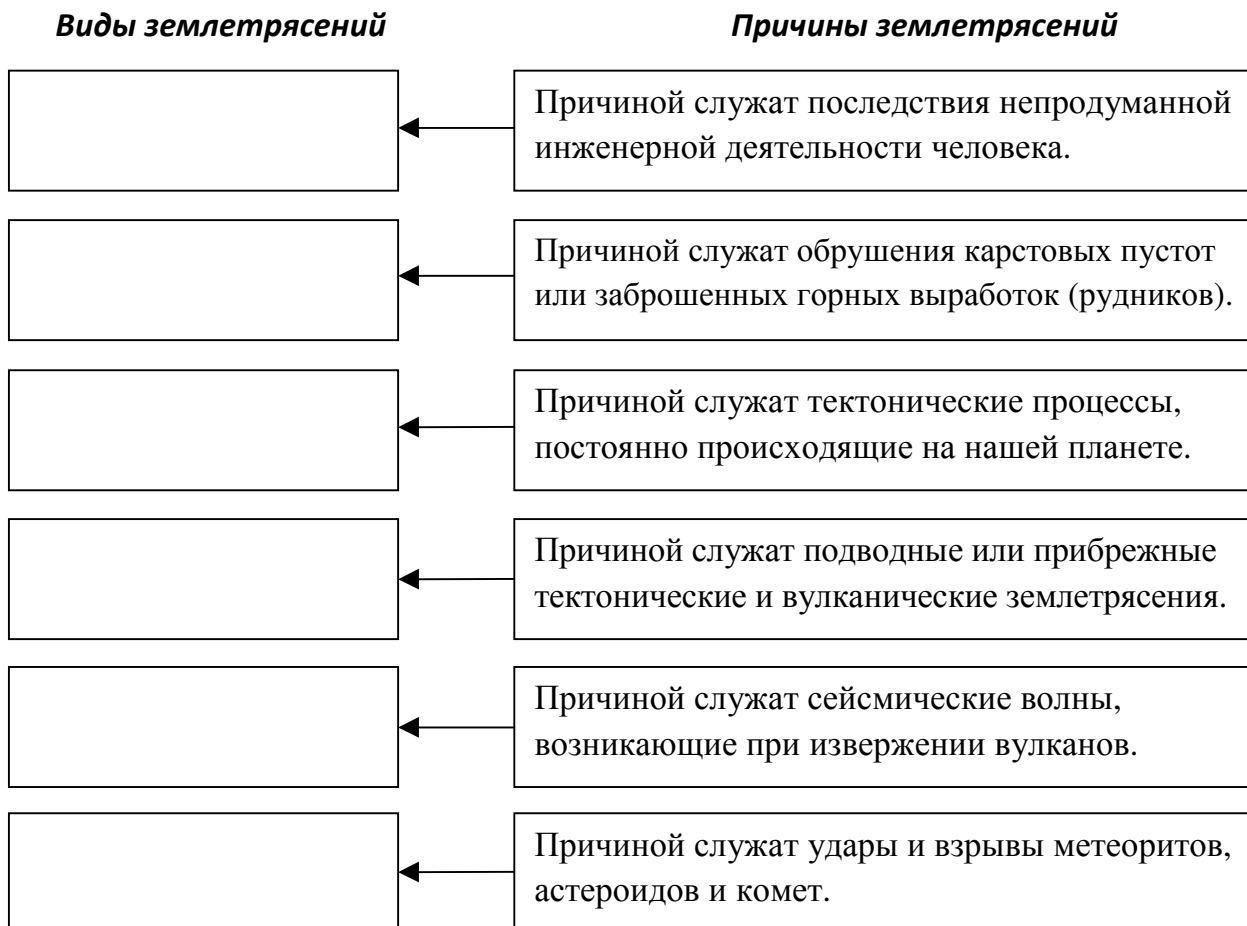 Виды землетрясений
Причины землетрясений
Причиной служат последствия непродуманной
инженерной деятельности человека.
Причиной служат обрушения карстовых пустот
или заброшенных горных выработок (рудников).
Причиной служат тектонические процессы,
постоянно происходящие на нашей планете.
Причиной служат подводные или прибрежные
тектонические и вулканические землетрясения.
Причиной служат сейсмические волны,
возникающие при извержении вулканов.
Причиной служат удары и взрывы метеоритов,
астероидов и комет.